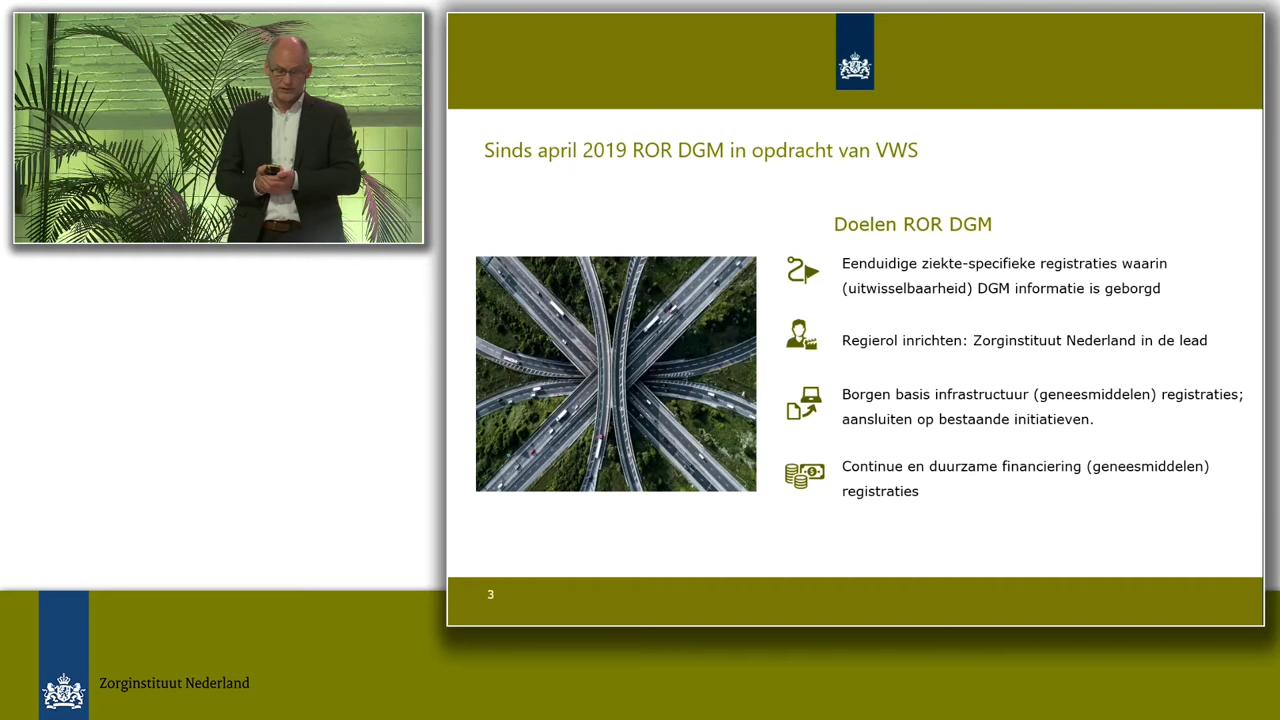 Sinds april 2019 ROR DGM in opdracht van VWS
Doelen ROR DGM
Eenduidige ziekte-specifieke registraties waarin
(uitwisselbaarheid) DGM informatie is geborgd
Regierol inrichten: Zorginstituut Nederland in de lead
Borgen basis infrastructuur (geneesmiddelen) registraties;
aansluiten op bestaande initiatieven.
Continue en duurzame financiering (geneesmiddelen)
registraties
3
Zorginstituut Nederland